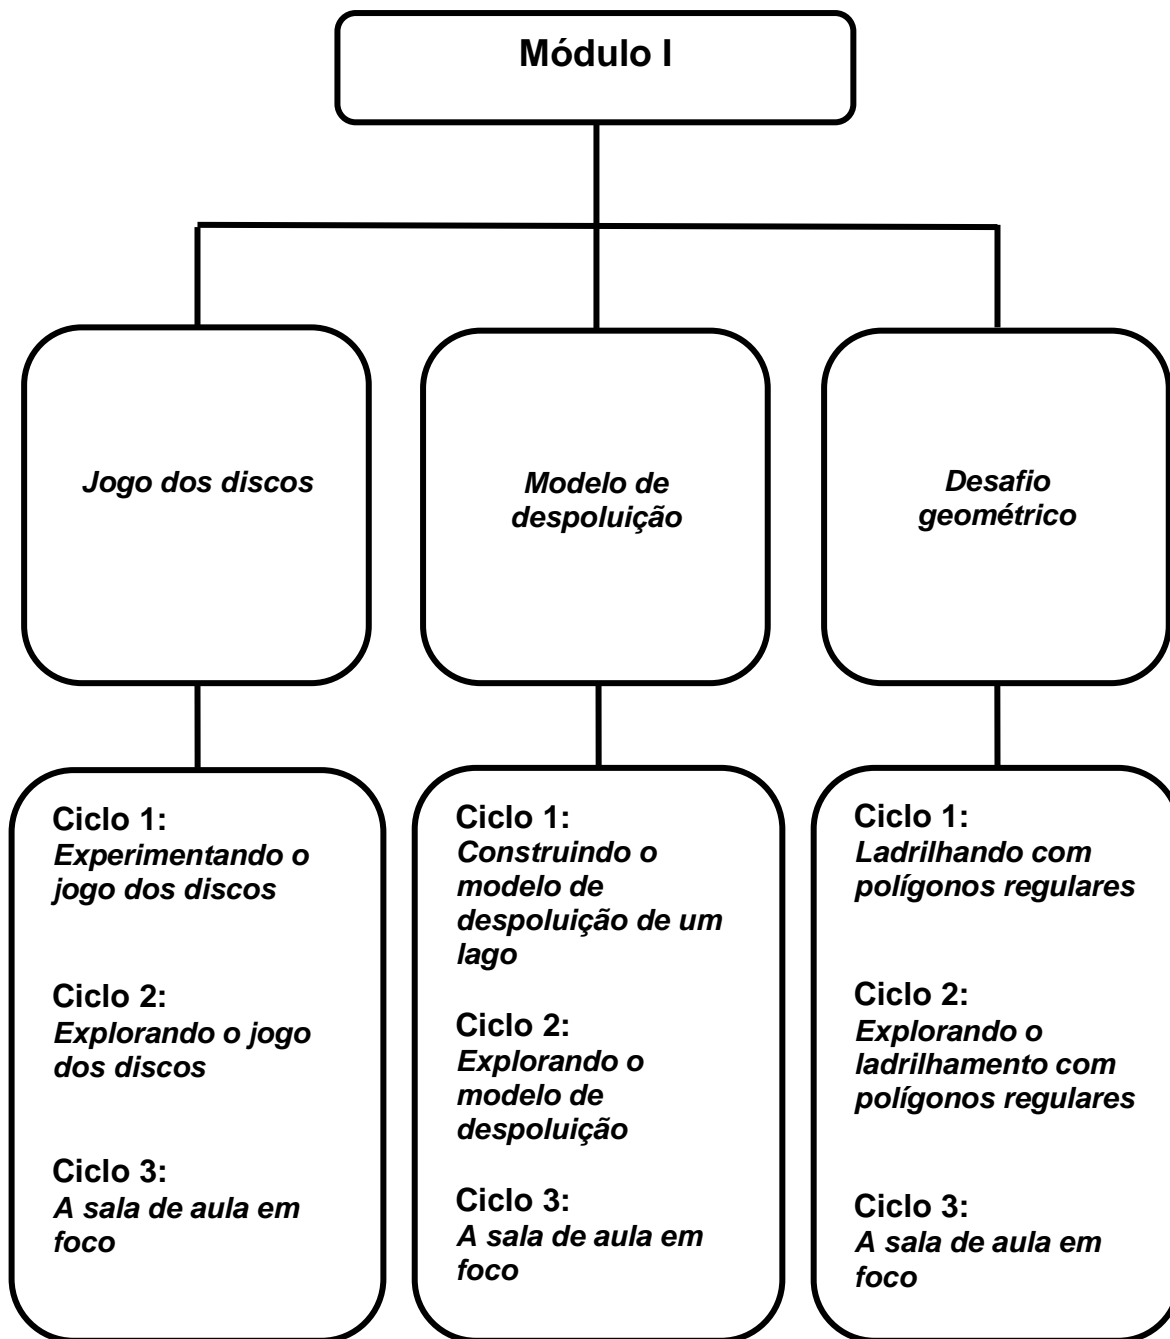 Módulo I
Jogo dos discos
Modelo de
despoluição
Desafio
geométrico
Ciclo 1:
Experimentando o
jogo dos discos
Ciclo 2:
Explorando o jogo
dos discos
Ciclo 3:
A sala de aula em
foco
Ciclo 1:
Construindo o
modelo de
despoluição de um
lago
Ciclo 2:
Explorando o
modelo de
despoluição
Ciclo 3:
A sala de aula em
foco
Ciclo 1:
Ladrilhando com
polígonos regulares
Ciclo 2:
Explorando o
ladrilhamento com
polígonos regulares
Ciclo 3:
A sala de aula em
foco